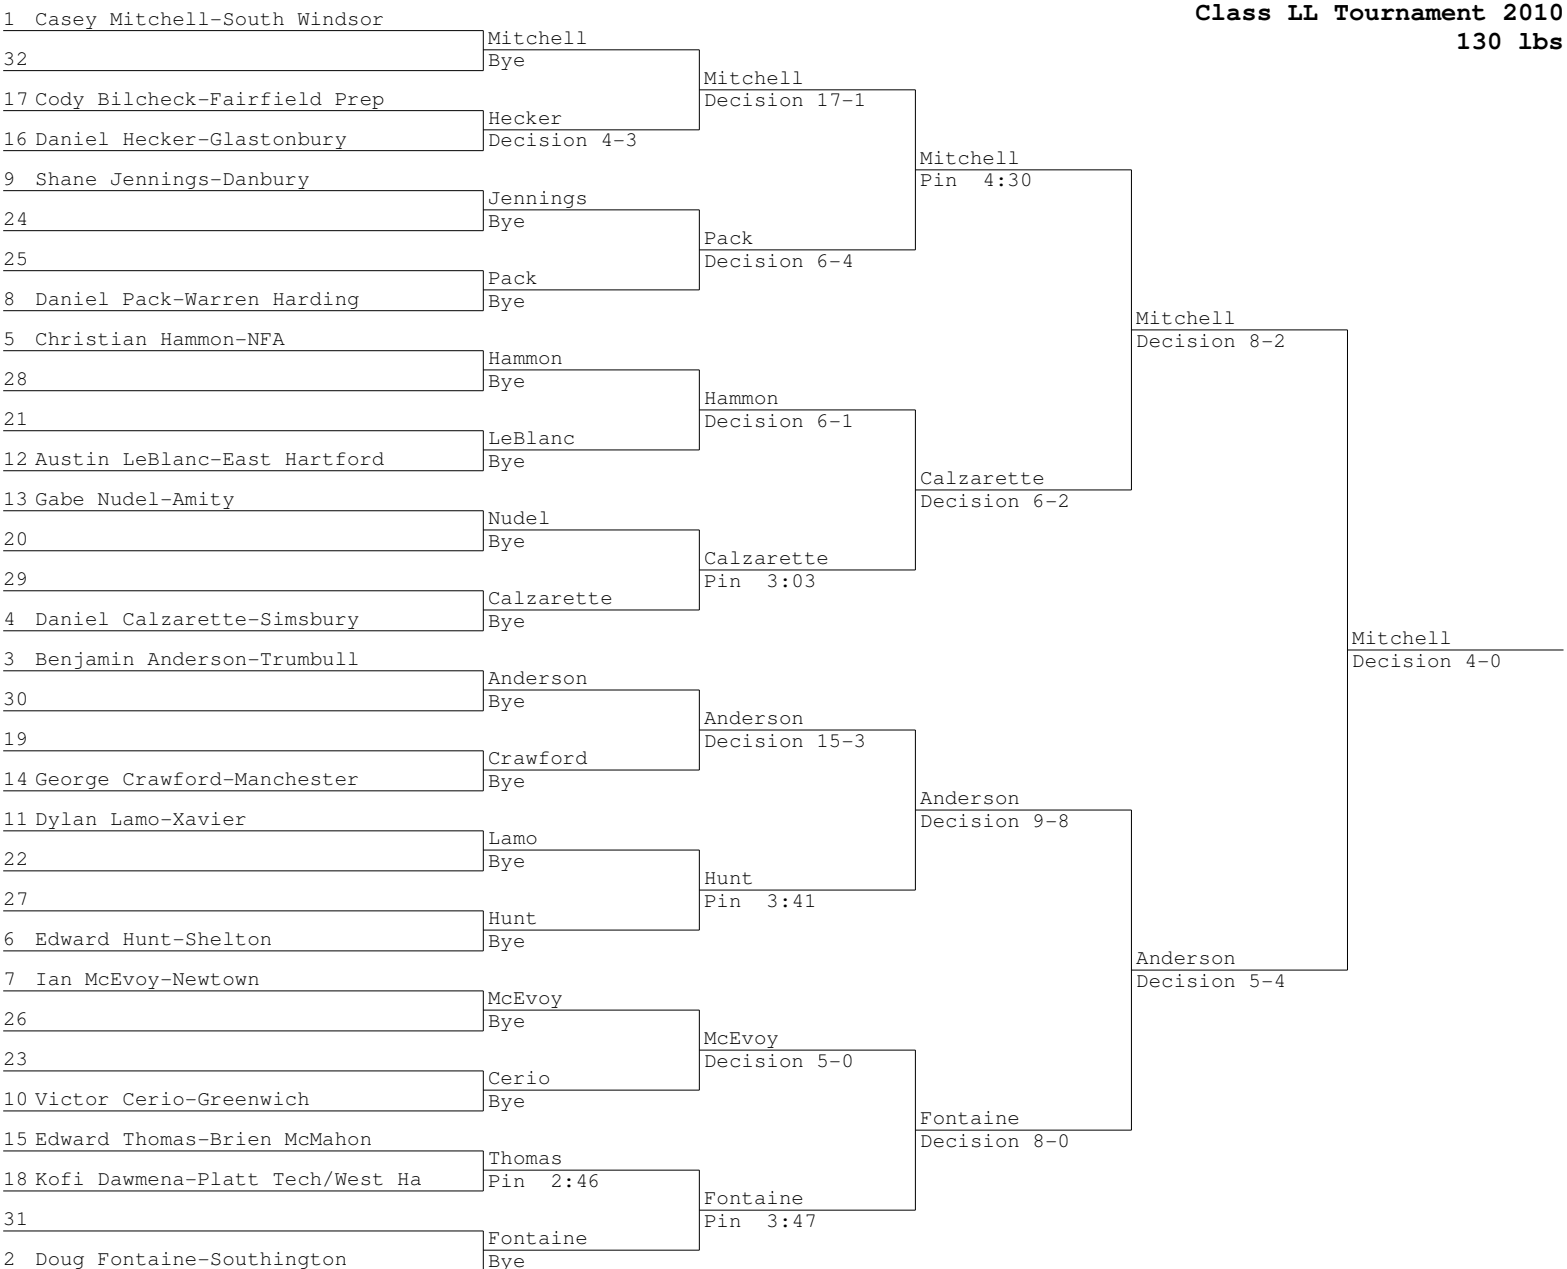 Class LL Tournament 2010
130 lbs
1 Casey Mitchell-South Windsor
Mitchell
32
Bye
Mitchell
17 Cody Bilcheck-Fairfield Prep
Decision 17-1
Hecker
16 Daniel Hecker-Glastonbury
Decision 4-3
Mitchell
9 Shane Jennings-Danbury
Pin 4:30
Jennings
24
Bye
Pack
25
Decision 6-4
Pack
8 Daniel Pack-Warren Harding
Bye
Mitchell
5 Christian Hammon-NFA
Decision 8-2
Hammon
28
Bye
Hammon
21
Decision 6-1
LeBlanc
12 Austin LeBlanc-East Hartford
Bye
Calzarette
13 Gabe Nudel-Amity
Decision 6-2
Nudel
20
Bye
Calzarette
29
Pin 3:03
Calzarette
4 Daniel Calzarette-Simsbury
Bye
Mitchell
3 Benjamin Anderson-Trumbull
Decision 4-0
Anderson
30
Bye
Anderson
19
Decision 15-3
Crawford
14 George Crawford-Manchester
Bye
Anderson
11 Dylan Lamo-Xavier
Decision 9-8
Lamo
22
Bye
Hunt
27
Pin 3:41
Hunt
6 Edward Hunt-Shelton
Bye
Anderson
7 Ian McEvoy-Newtown
Decision 5-4
McEvoy
26
Bye
McEvoy
23
Decision 5-0
Cerio
10 Victor Cerio-Greenwich
Bye
Fontaine
15 Edward Thomas-Brien McMahon
Decision 8-0
Thomas
18 Kofi Dawmena-Platt Tech/West Ha
Pin 2:46
Fontaine
31
Pin 3:47
Fontaine
2 Doug Fontaine-Southington
Bye